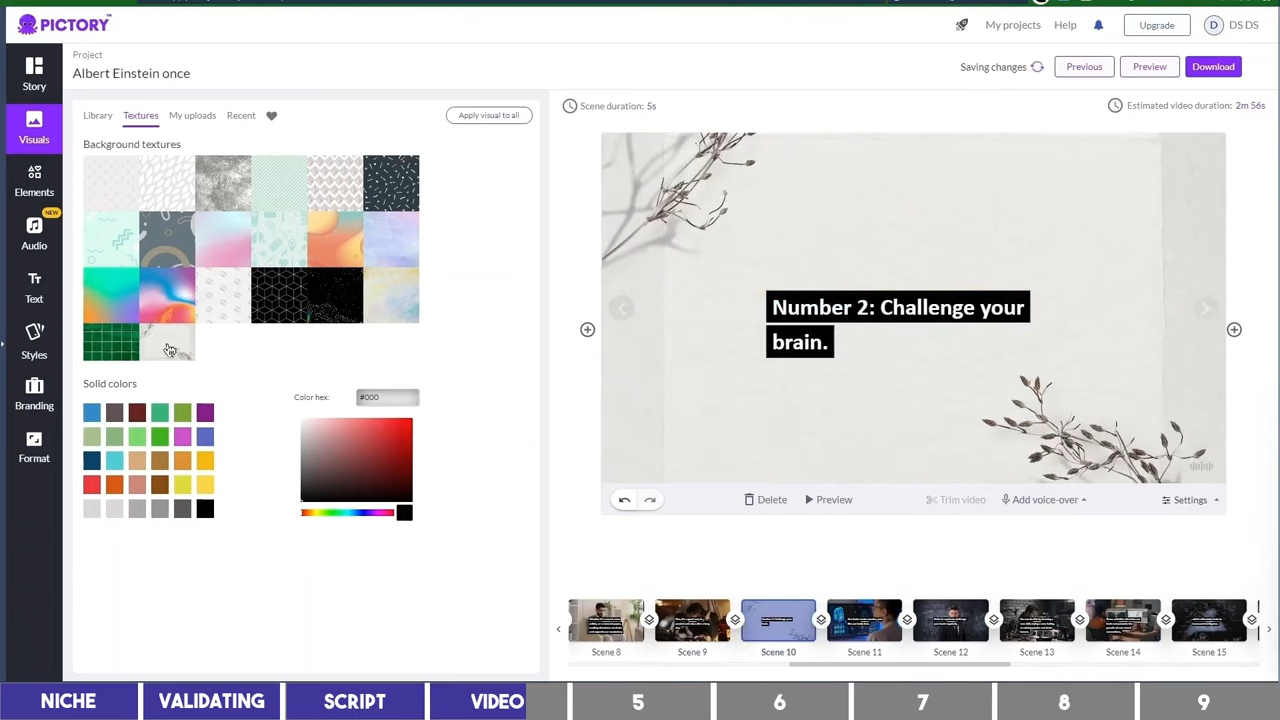 PICTORY
My projects
Help
Upgrade
D
DS DS
Project
Albert Einstein once
Saving changes
Previous
Preview
Download
Story
Visuals
Elements
NEW
Audio
Text
Styles
Branding
Format
Library
Textures
My uploads
Recent
Apply visual to all
Background textures
Solid colors
Color hex:
#000
Scene duration: 5s
Estimated video duration: 2m 56s
Number 2: Challenge your
brain.
Delete
Preview
Trim video
Add voice-over
Settings
Scene 8
Scene 9
Scene 10
Scene 11
Scene 12
Scene 13
Scene 14
Scene 15
NICHE
VALIDATING
SCRIPT
VIDEO
5
6
7
8
9